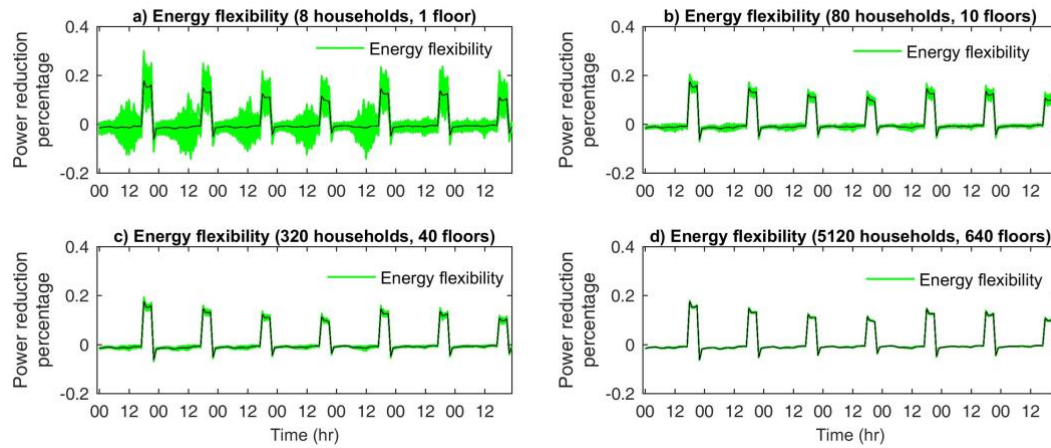 a) Energy flexibility (8 households, 1 floor)
0.4
0.2
0
-0.2
Power reduction
percentage
Energy flexibility
00 12 00 12 00 12 00 12 00 12 00 12 00 12
b) Energy flexibility (80 households, 10 floors)
0.4
0.2
0
-0.2
Power reduction
percentage
Energy flexibility
00 12 00 12 00 12 00 12 00 12 00 12 00 12
c) Energy flexibility (320 households, 40 floors)
0.4
0.2
0
-0.2
Power reduction
percentage
Energy flexibility
00 12 00 12 00 12 00 12 00 12 00 12 00 12
Time (hr)
d) Energy flexibility (5120 households, 640 floors)
0.4
0.2
0
-0.2
Power reduction
percentage
Energy flexibility
00 12 00 12 00 12 00 12 00 12 00 12 00 12
Time (hr)